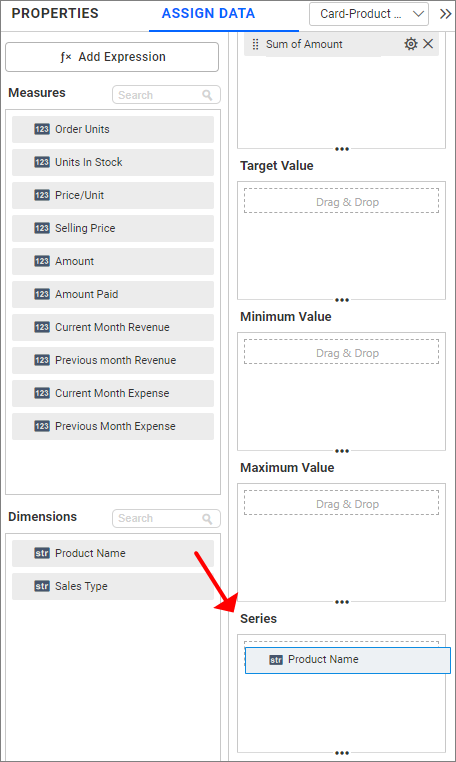 PROPERTIES
ASSIGN DATA
Card-Product ...
ƒ× Add Expression
Measures
Search
123 Order Units
123 Units In Stock
123 Price/Unit
123 Selling Price
123 Amount
123 Amount Paid
123 Current Month Revenue
123 Previous month Revenue
123 Current Month Expense
123 Previous Month Expense
Dimensions
Search
str Product Name
str Sales Type
Sum of Amount
Target Value
Drag & Drop
Minimum Value
Drag & Drop
Maximum Value
Drag & Drop
Series
str Product Name